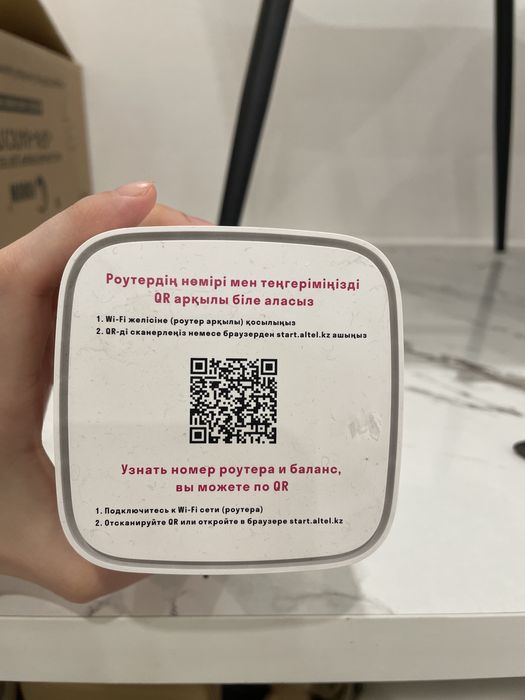 Роутердің нөмірі мен теңгеріміңізді
QR арқылы біле аласыз
1. Wi-Fi желісіне (роутер арқылы) қосылыңыз
2. QR-ді сканерлеңіз немесе браузерден start.altel.kz ашыңыз
Узнать номер роутера и баланс,
вы можете по QR
1. Подключитесь к Wi-Fi сети (роутера)
2. Отсканируйте QR или откройте в браузере start.altel.kz